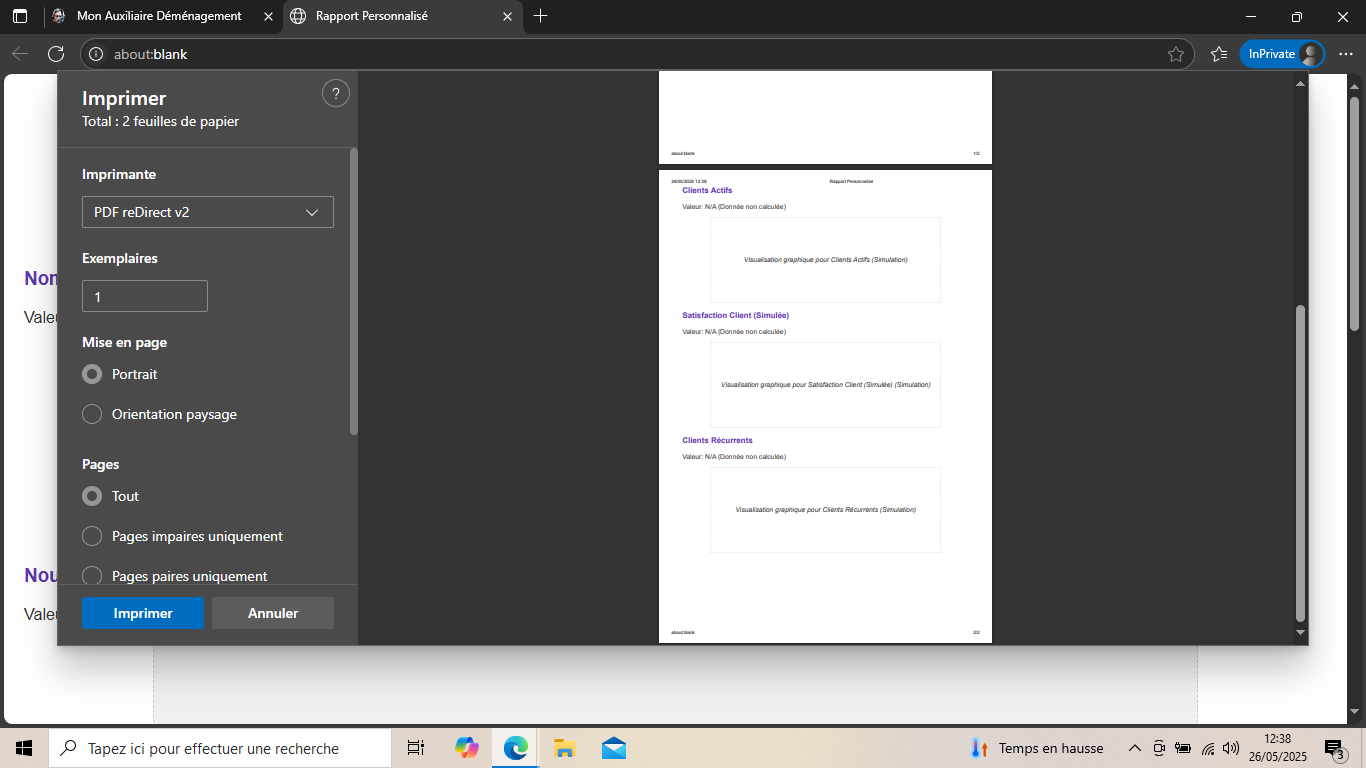 Mon Auxiliaire Déménagement
Rapport Personnalisé
about:blank
InPrivate
Imprimer
Total : 2 feuilles de papier
?
Imprimante
PDF reDirect v2
Exemplaires
1
Mise en page
Portrait
Orientation paysage
Pages
Tout
Pages impaires uniquement
Pages paires uniquement
Imprimer
Annuler
Nom
Valeu
Nou
Valeu
about:blank
1/2
26/05/2025 12:38
Rapport Personnalisé
Clients Actifs
Valeur: N/A (Donnée non calculée)
Visualisation graphique pour Clients Actifs (Simulation)
Satisfaction Client (Simulée)
Valeur: N/A (Donnée non calculée)
Visualisation graphique pour Satisfaction Client (Simulée) (Simulation)
Clients Récurrents
Valeur: N/A (Donnée non calculée)
Visualisation graphique pour Clients Récurrents (Simulation)
about:blank
2/2
Tapez ici pour effectuer une recherche
Temps en hausse
12:38
26/05/2025
3